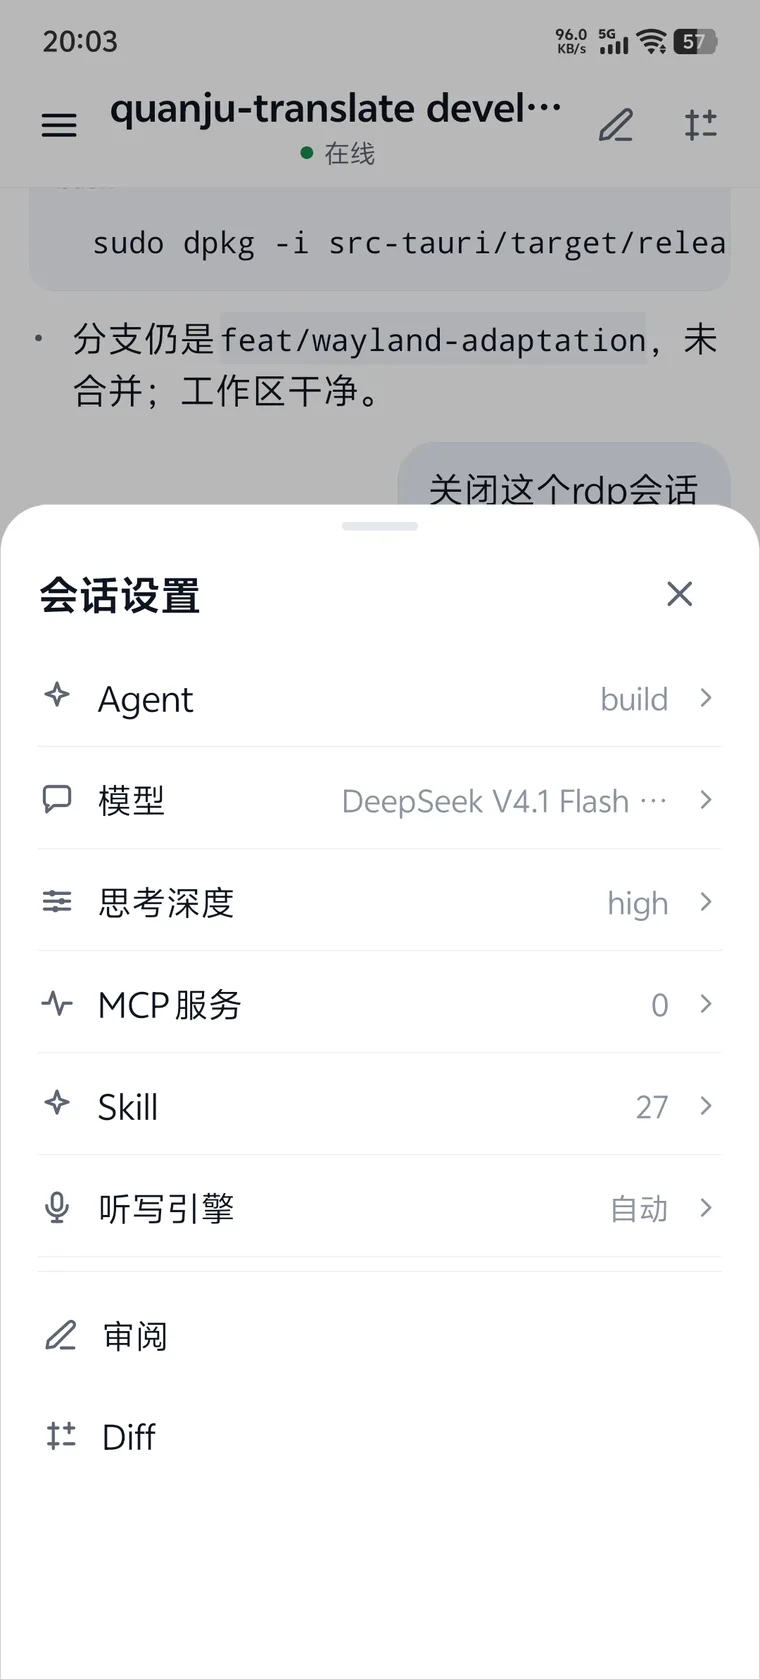 20:03
96.0 KB/s
5G
57
quanju-translate devel···
在线
sudo dpkg -i src-tauri/target/relea
分支仍是feat/wayland-adaptation，未
合并；工作区干净。
关闭这个rdp会话
会话设置
Agent build
模型 DeepSeek V4.1 Flash ···
思考深度 high
MCP服务 0
Skill 27
听写引擎 自动
审阅
Diff